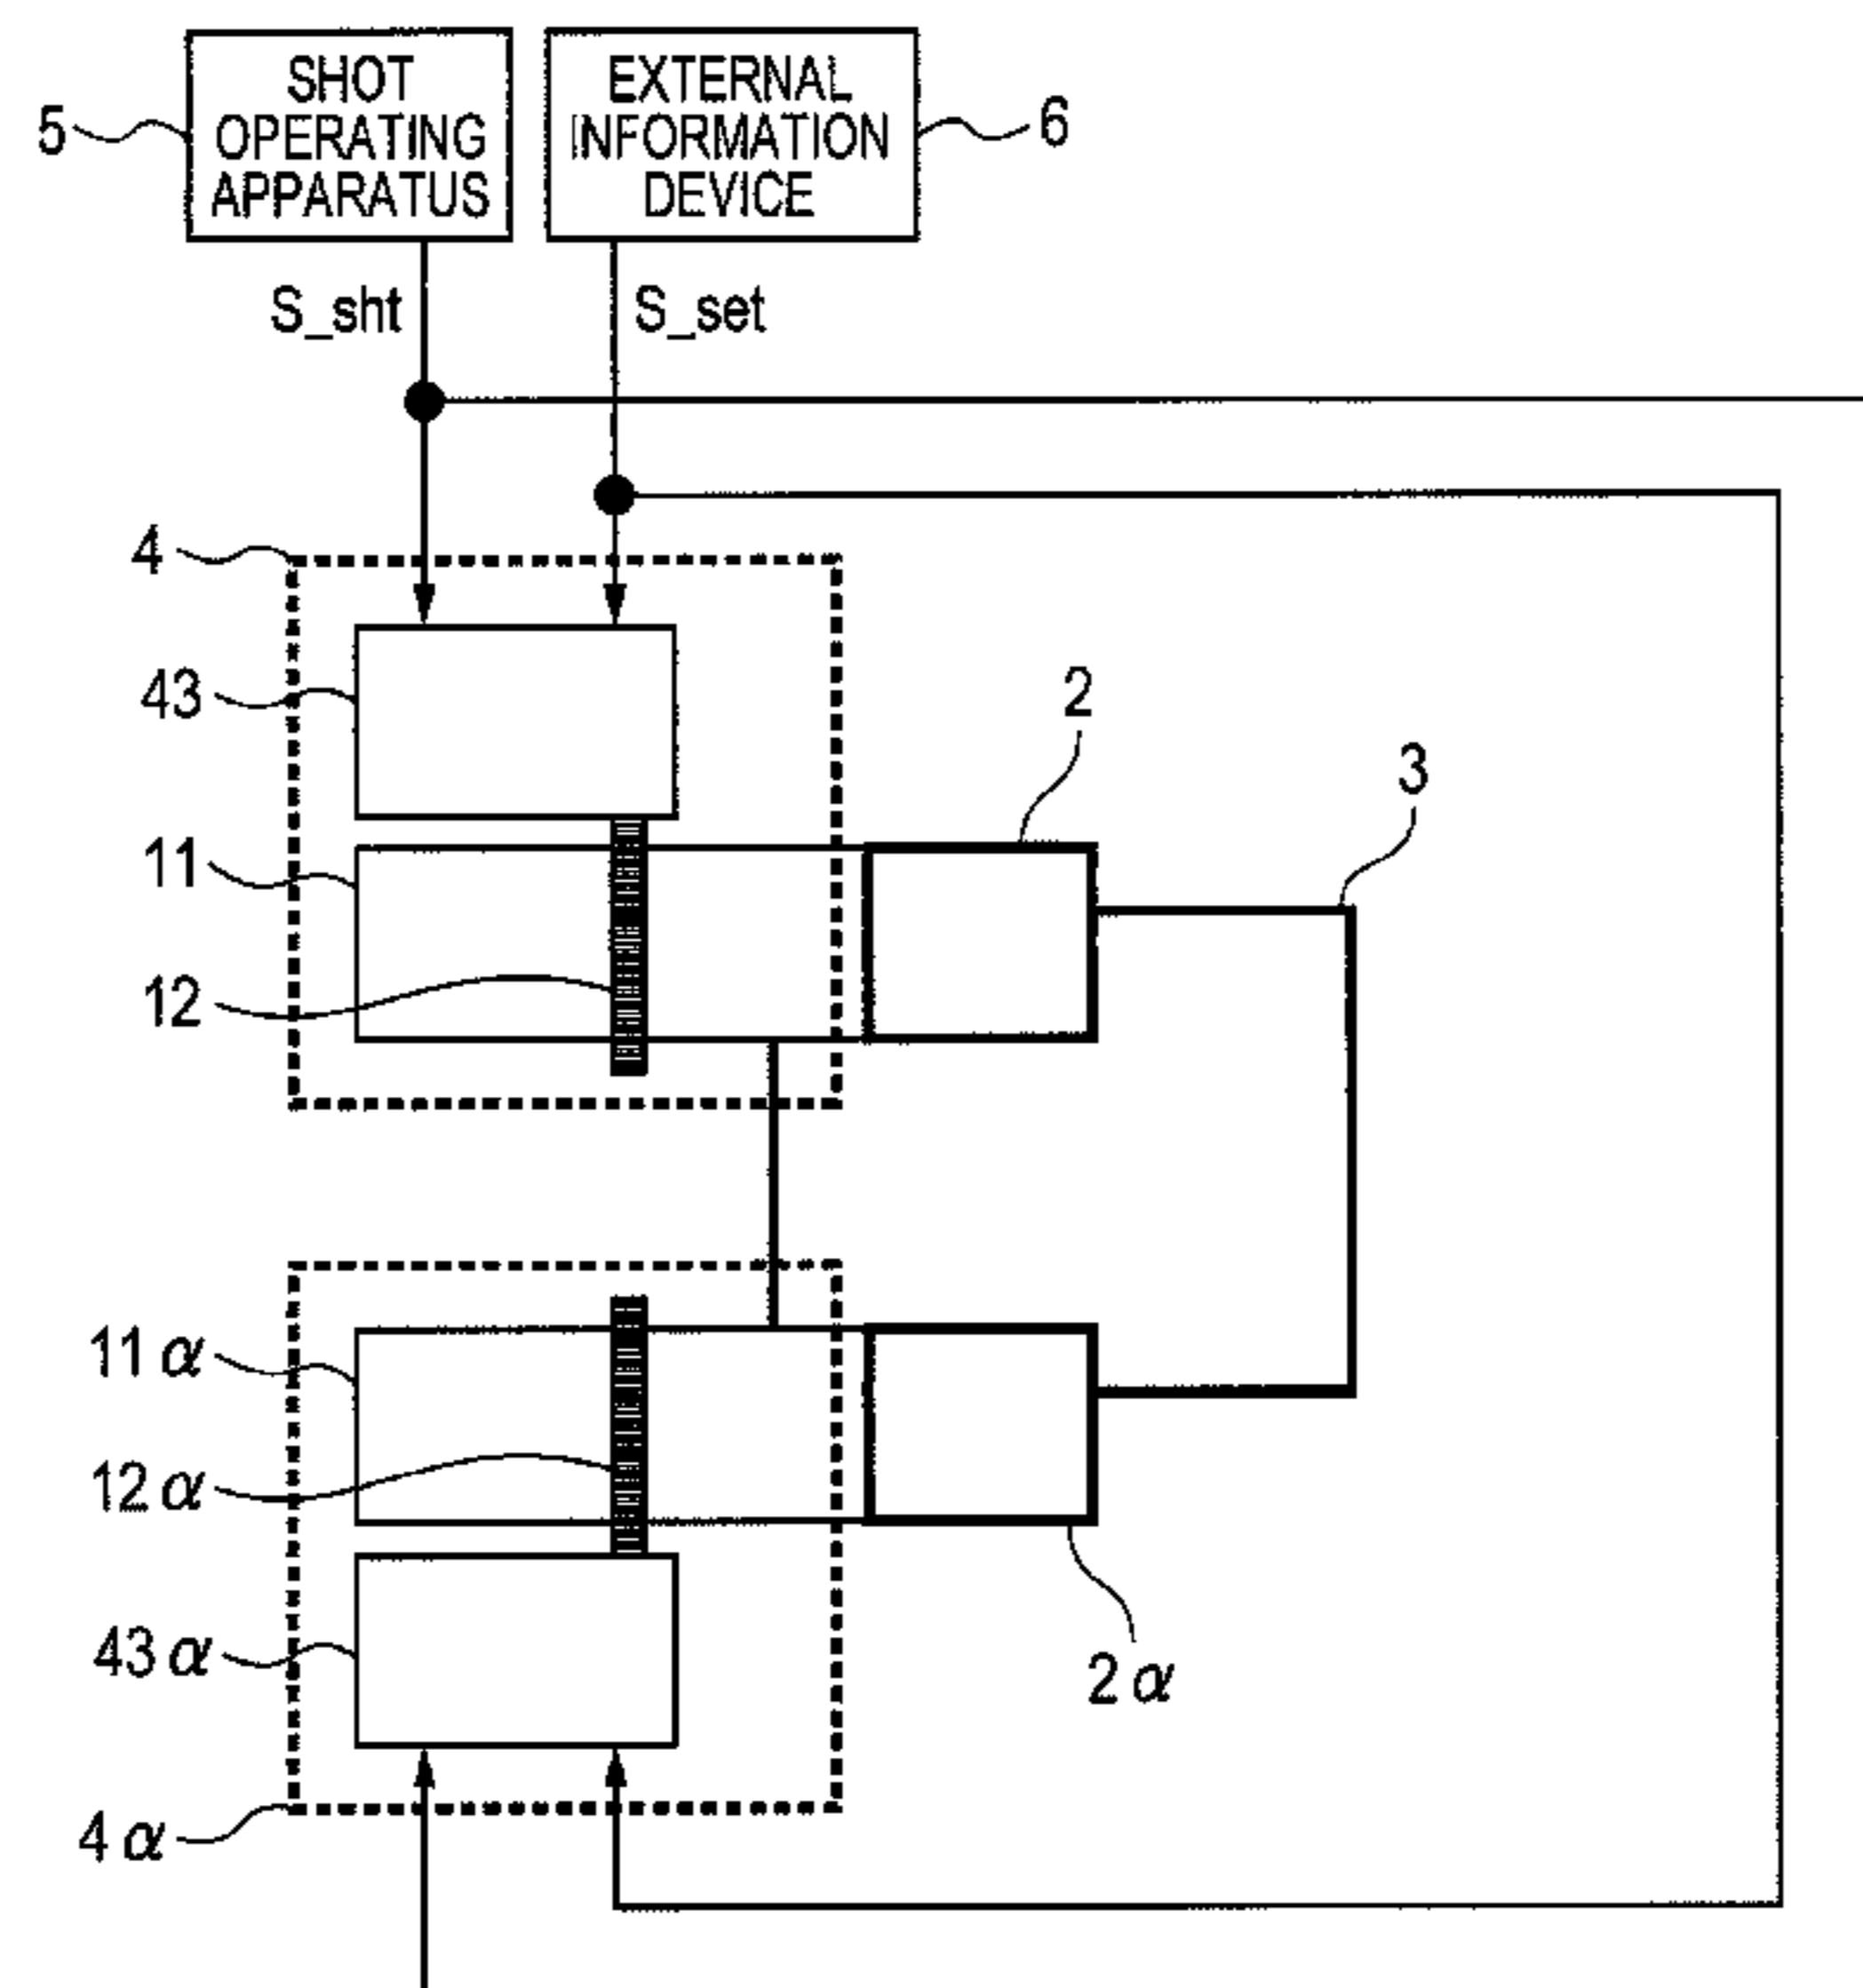 SHOT
OPERATING
APPARATUS
EXTERNAL
INFORMATION
DEVICE
5
6
S_sht
S_set
4
43
2
3
11
12
11α
12α
43α
2α
4α